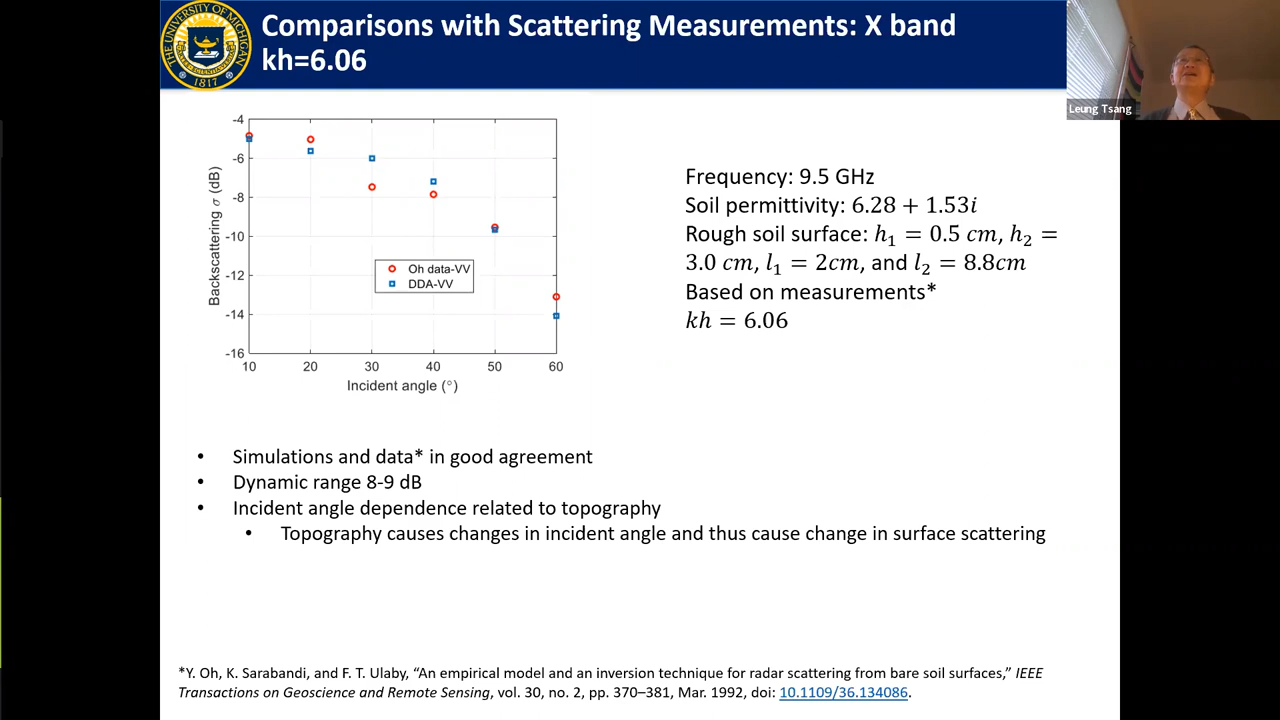 THE UNIVERSITY OF MICHIGAN
1817
Comparisons with Scattering Measurements: X band
kh=6.06
Leung Tsang
-4
-6
-8
-10
-12
-14
-16
Backscattering σ (dB)
Oh data-VV
DDA-VV
10 20 30 40 50 60
Incident angle (°)
Frequency: 9.5 GHz
Soil permittivity: 6.28 + 1.53i
Rough soil surface: h₁ = 0.5 cm, h₂ =
3.0 cm, l₁ = 2cm, and l₂ = 8.8cm
Based on measurements*
kh = 6.06
• Simulations and data* in good agreement
• Dynamic range 8-9 dB
• Incident angle dependence related to topography
• Topography causes changes in incident angle and thus cause change in surface scattering
*Y. Oh, K. Sarabandi, and F. T. Ulaby, “An empirical model and an inversion technique for radar scattering from bare soil surfaces,” IEEE
Transactions on Geoscience and Remote Sensing, vol. 30, no. 2, pp. 370–381, Mar. 1992, doi: 10.1109/36.134086.